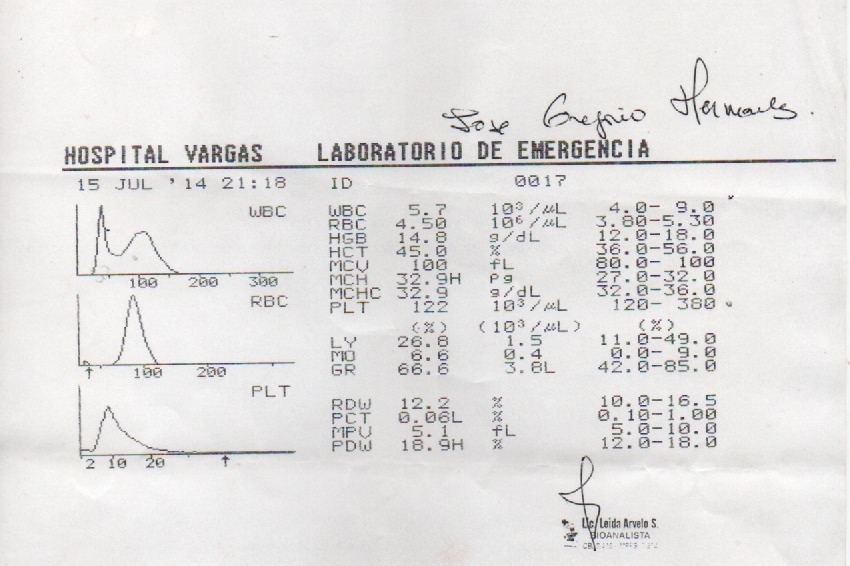 Jose Gregorio Hernandez.
HOSPITAL VARGAS LABORATORIO DE EMERGENCIA
15 JUL '14 21:18 ID 0017
WBC
100 200 300
RBC
100 200
PLT
2 10 20
WBC 5.7 10³/µL 4.0- 9.0
RBC 4.50 10⁶/µL 3.80-5.30
HGB 14.8 g/dL 12.0-18.0
HCT 45.0 % 36.0-56.0
MCV 100 fL 80.0- 100
MCH 32.9H pg 27.0-32.0
MCHC 32.9 g/dL 32.0-36.0
PLT 122 10³/µL 120- 380
(%) (10³/µL) (%)
LY 26.8 1.5 11.0-49.0
MO 6.6 0.4 0.0- 9.0
GR 66.6 3.8L 42.0-85.0
RDW 12.2 % 10.0-16.5
PCT 0.06L % 0.10-1.00
MPV 5.1 fL 5.0-10.0
PDW 18.9H % 12.0-18.0
Lic. Leida Arvelo S.
BIOANALISTA